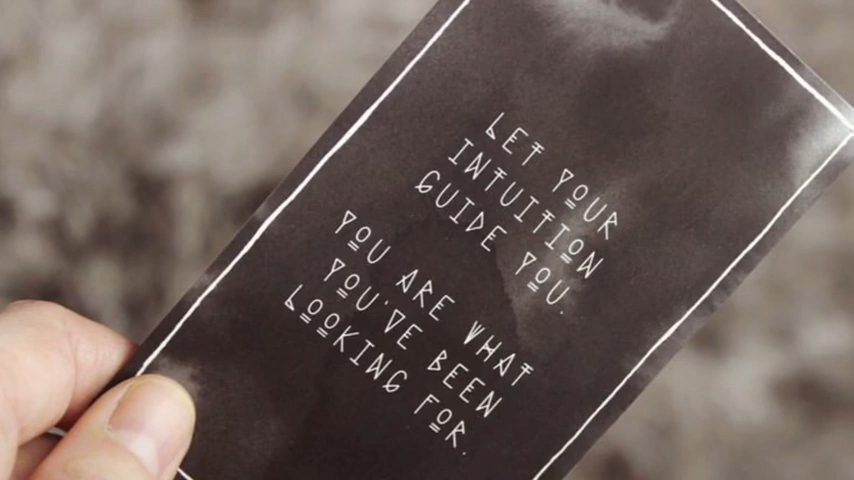 LET YOUR
INTUITION
GUIDE YOU.
YOU ARE WHAT
YOU'VE BEEN
LOOKING FOR.